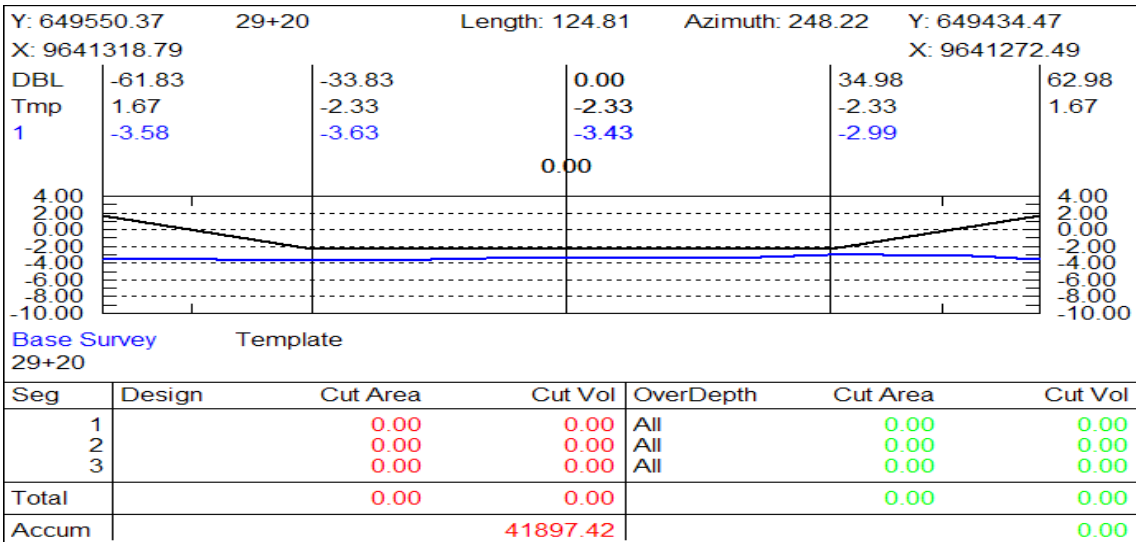 Y: 649550.37 29+20 Length: 124.81 Azimuth: 248.22 Y: 649434.47
X: 9641318.79 X: 9641272.49
DBL -61.83 -33.83 0.00 34.98 62.98
Tmp 1.67 -2.33 -2.33 -2.33 1.67
1 -3.58 -3.63 -3.43 -2.99
0.00
4.00 4.00
2.00 2.00
0.00 0.00
-2.00 -2.00
-4.00 -4.00
-6.00 -6.00
-8.00 -8.00
-10.00 -10.00
Base Survey Template
29+20
Seg Design Cut Area Cut Vol OverDepth Cut Area Cut Vol
1 0.00 0.00 All 0.00 0.00
2 0.00 0.00 All 0.00 0.00
3 0.00 0.00 All 0.00 0.00
Total 0.00 0.00 0.00 0.00
Accum 41897.42 0.00